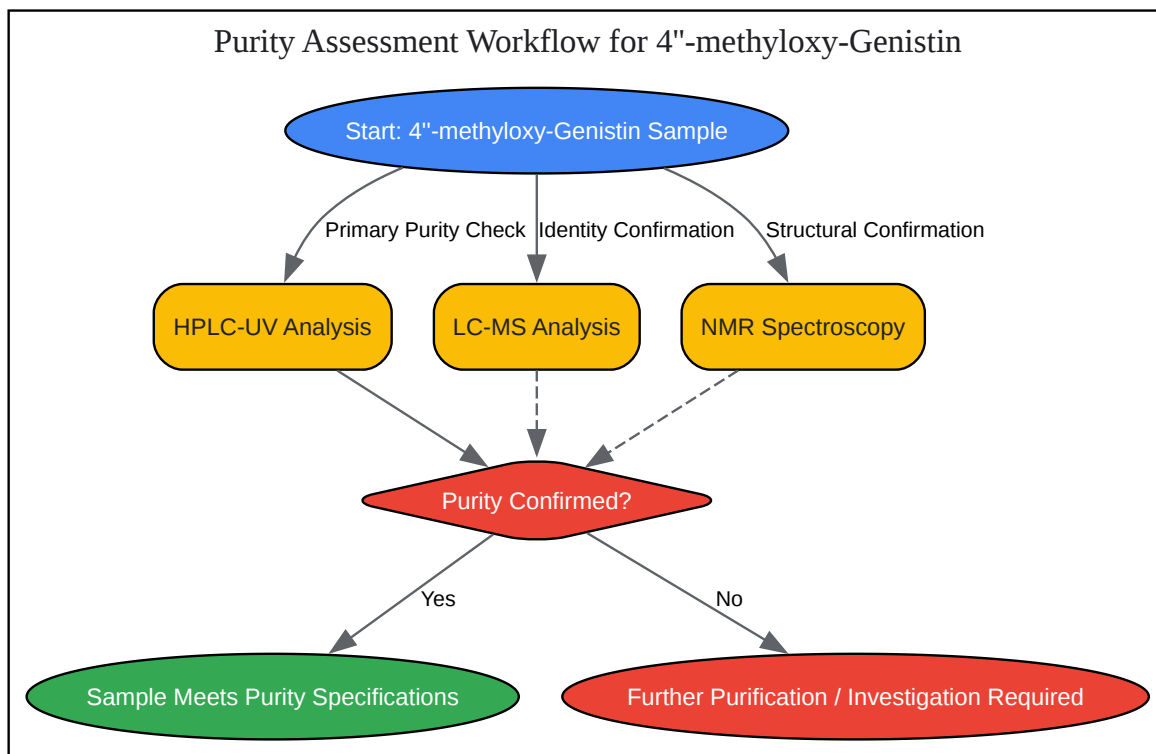 Purity Assessment Workflow for 4"-methyloxy-Genistin
Start: 4"-methyloxy-Genistin Sample
Primary Purity Check
Identity Confirmation
Structural Confirmation
HPLC-UV Analysis
LC-MS Analysis
NMR Spectroscopy
Purity Confirmed?
Yes
No
Sample Meets Purity Specifications
Further Purification / Investigation Required